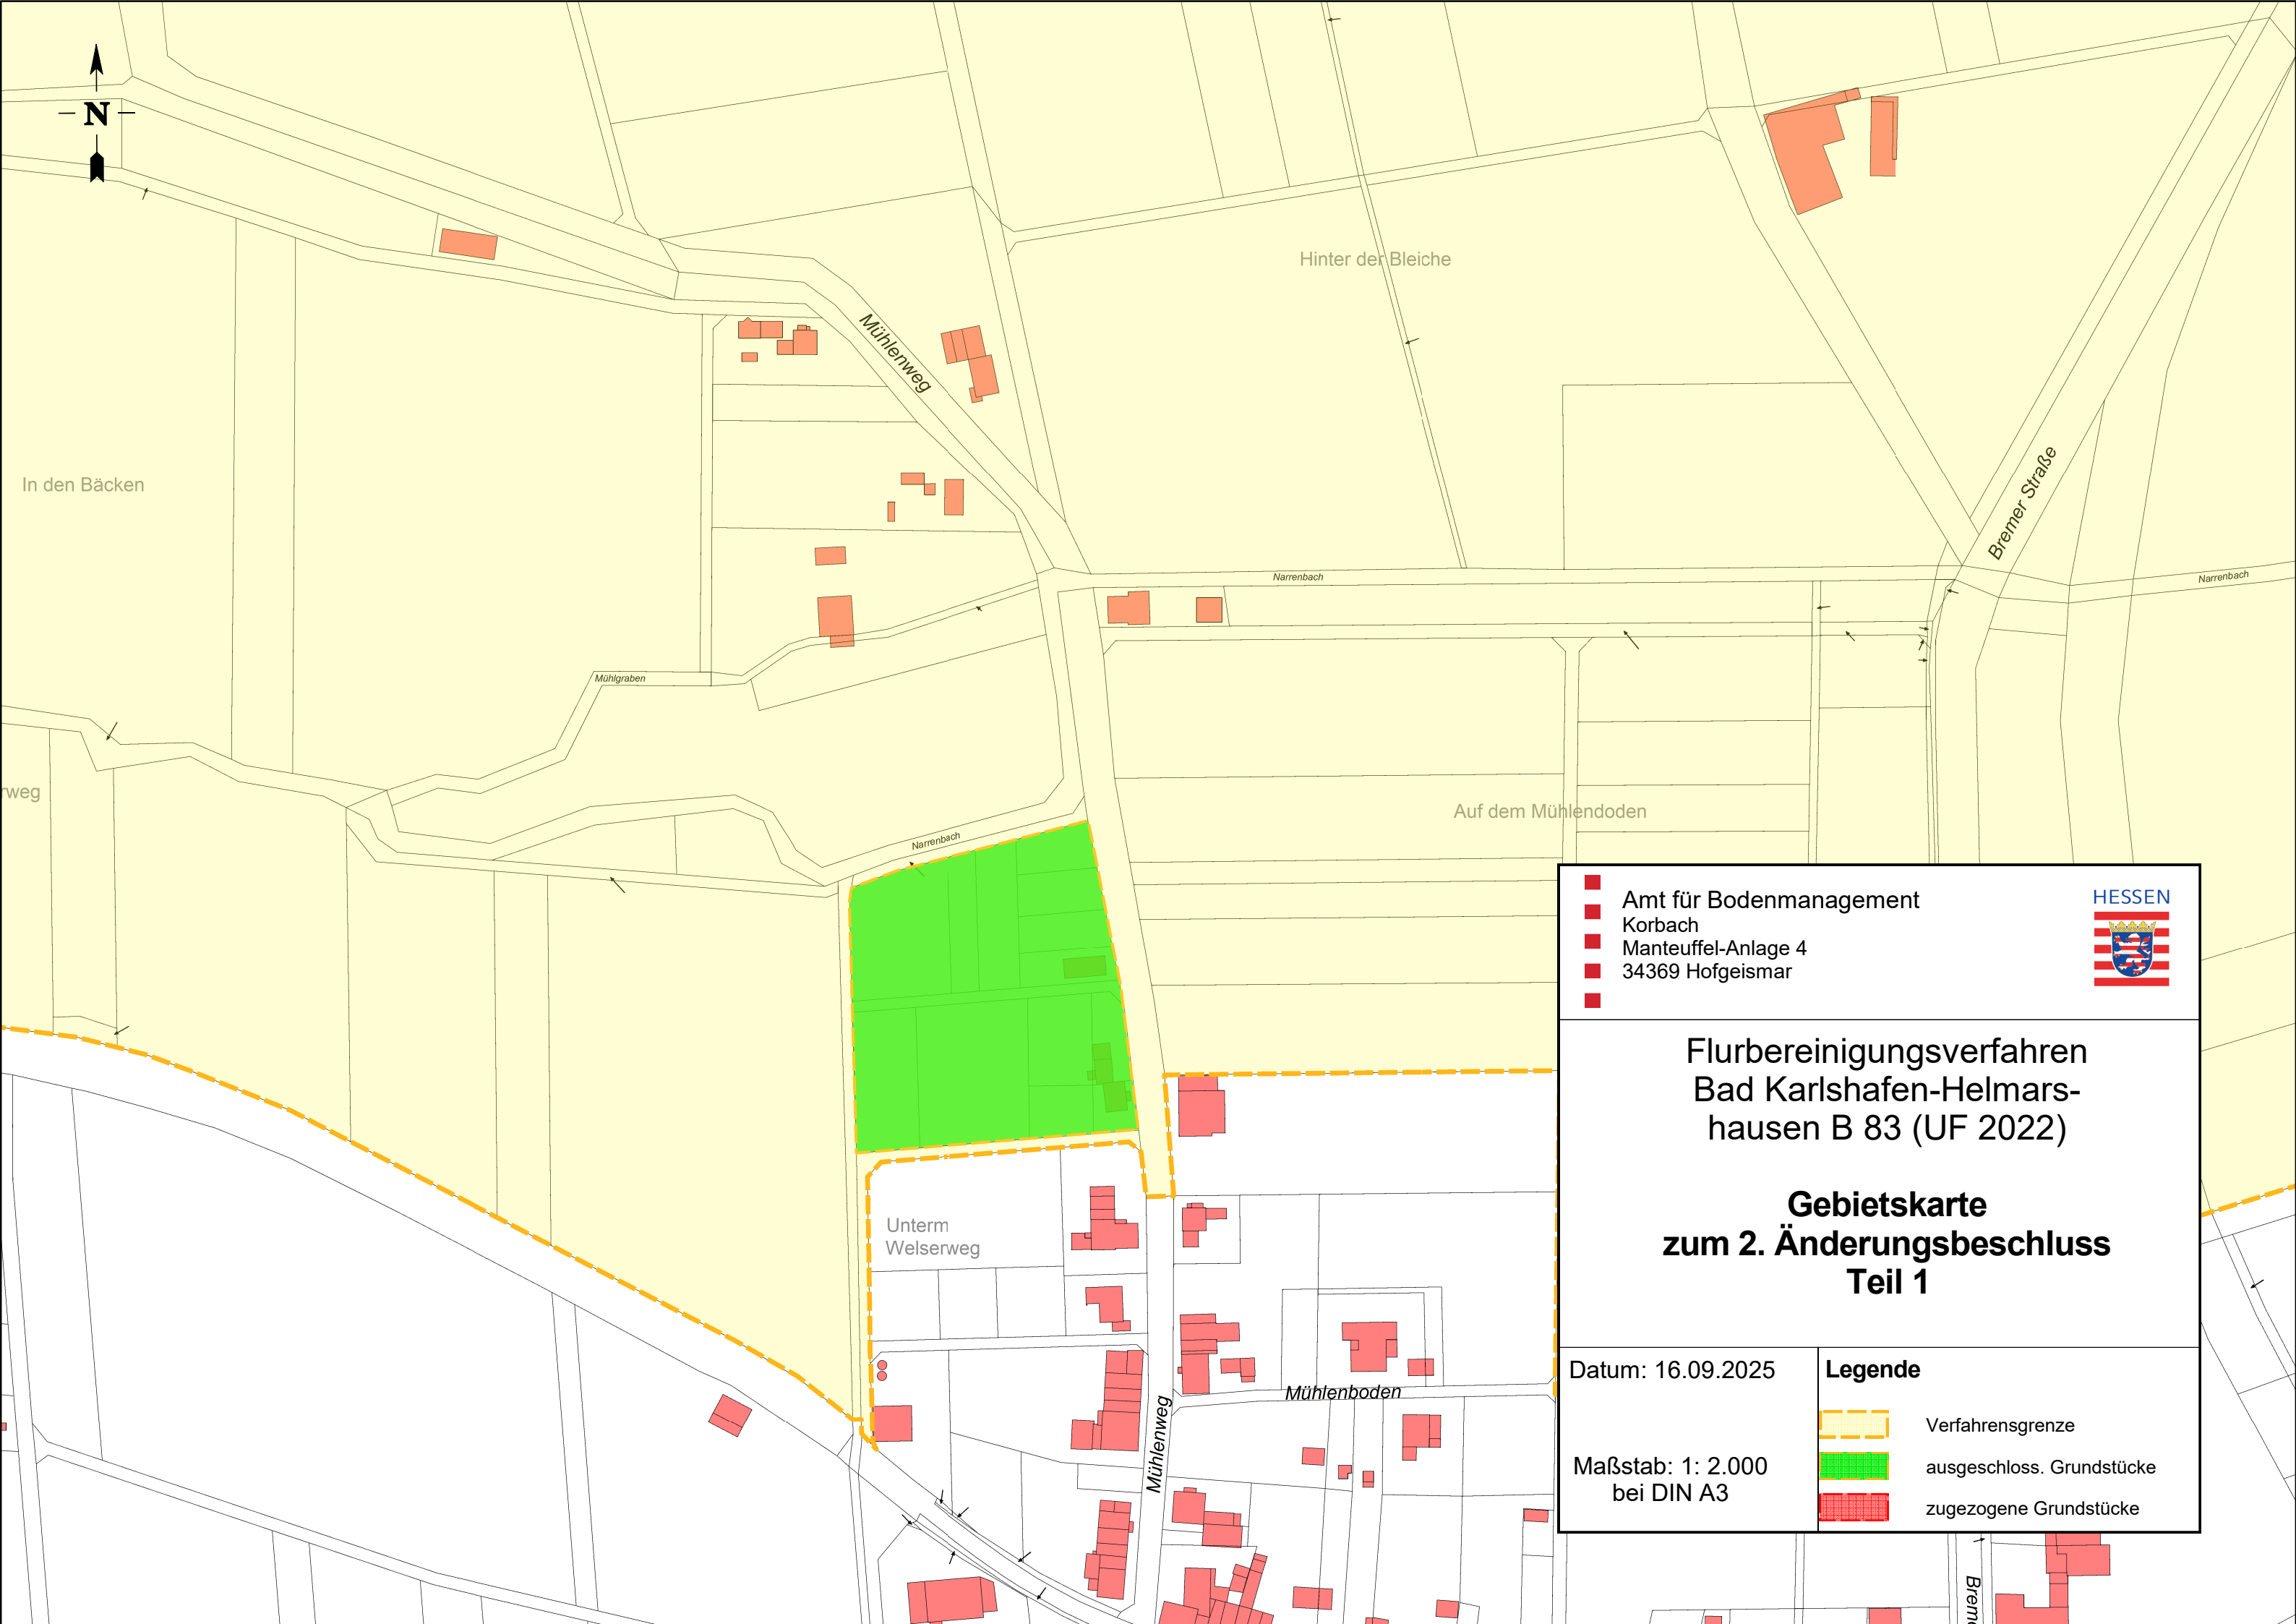 N
Hinter der Bleiche
Mühlenweg
In den Bäcken
Bremer Straße
Narrenbach
Narrenbach
Mühlgraben
rweg
Auf dem Mühlendoden
Narrenbach
Unterm
Welserweg
Mühlenboden
Mühlenweg
Brem
Amt für Bodenmanagement
Korbach
Manteuffel-Anlage 4
34369 Hofgeismar
HESSEN
Flurbereinigungsverfahren
Bad Karlshafen-Helmars-
hausen B 83 (UF 2022)
Gebietskarte
zum 2. Änderungsbeschluss
Teil 1
Datum: 16.09.2025
Maßstab: 1: 2.000
bei DIN A3
Legende
Verfahrensgrenze
ausgeschloss. Grundstücke
zugezogene Grundstücke